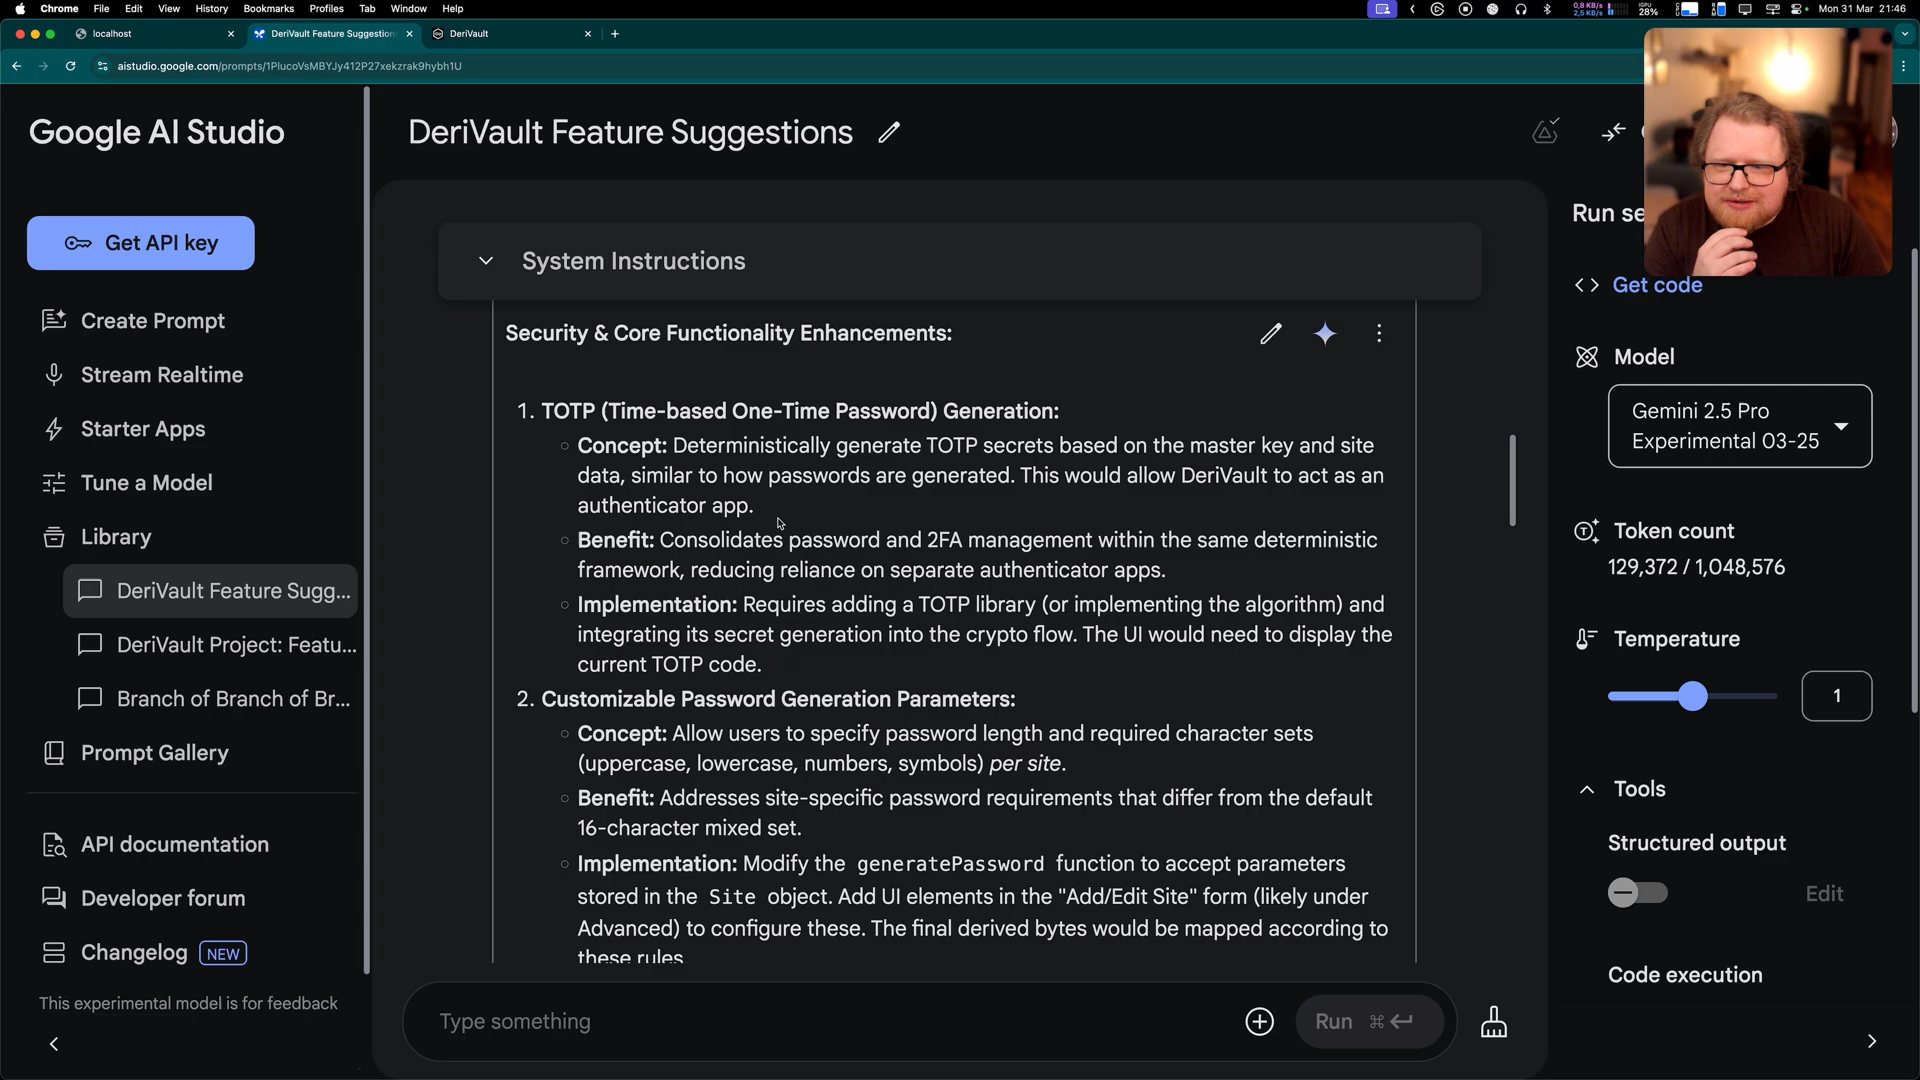 Chrome File Edit View History Bookmarks Profiles Tab Window Help
0,8 KB/s
2,5 KB/s
IGPU
28%
Mon 31 Mar 21:46
localhost
DeriVault Feature Suggestion
DeriVault
aistudio.google.com/prompts/1PlucoVsMBYJy412P27xekzrak9hybh1U
Google AI Studio
Get API key
Create Prompt
Stream Realtime
Starter Apps
Tune a Model
Library
DeriVault Feature Sugg...
DeriVault Project: Featu...
Branch of Branch of Br...
Prompt Gallery
API documentation
Developer forum
Changelog NEW
This experimental model is for feedback
DeriVault Feature Suggestions
System Instructions
Security & Core Functionality Enhancements:
1. TOTP (Time-based One-Time Password) Generation:
Concept: Deterministically generate TOTP secrets based on the master key and site
data, similar to how passwords are generated. This would allow DeriVault to act as an
authenticator app.
Benefit: Consolidates password and 2FA management within the same deterministic
framework, reducing reliance on separate authenticator apps.
Implementation: Requires adding a TOTP library (or implementing the algorithm) and
integrating its secret generation into the crypto flow. The UI would need to display the
current TOTP code.
2. Customizable Password Generation Parameters:
Concept: Allow users to specify password length and required character sets
(uppercase, lowercase, numbers, symbols) per site.
Benefit: Addresses site-specific password requirements that differ from the default
16-character mixed set.
Implementation: Modify the generatePassword function to accept parameters
stored in the Site object. Add UI elements in the "Add/Edit Site" form (likely under
Advanced) to configure these. The final derived bytes would be mapped according to
these rules
Type something
Run ⌘
Run se
Get code
Model
Gemini 2.5 Pro
Experimental 03-25
Token count
129,372 / 1,048,576
Temperature
1
Tools
Structured output
Edit
Code execution